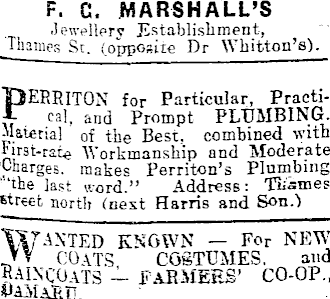 F. C. MARSHALL'S
Jewellery Establishment,
Thames St. (opposite Dr Whitton's).
PERRITON for Particular, Practi-
cal, and Prompt PLUMBING.
Material of the Best, combined with
First-rate Workmanship and Moderate
Charges. makes Perriton's Plumbing
"the last word." Address: Thames
street north (next Harris and Son.)
WANTED KNOWN — For NEW
COATS, COSTUMES, and
RAINCOATS — FARMERS' CO-OP.,
OAMARU.